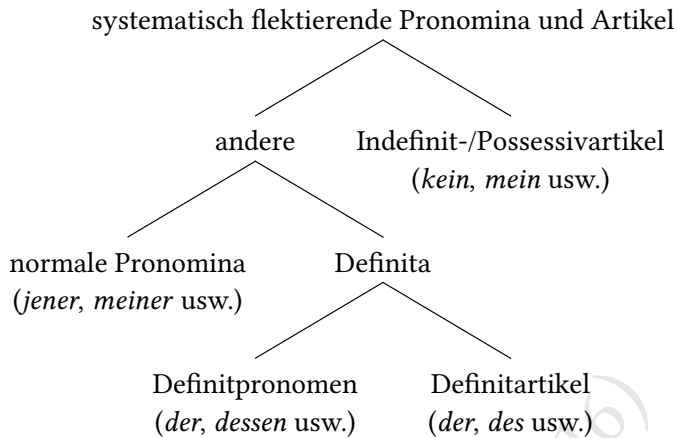 systematisch flektierende Pronomina und Artikel
andere
Indefinit-/Possessivartikel
(kein, mein usw.)
normale Pronomina
(jener, meiner usw.)
Definita
Definitpronomen
(der, dessen usw.)
Definitartikel
(der, des usw.)